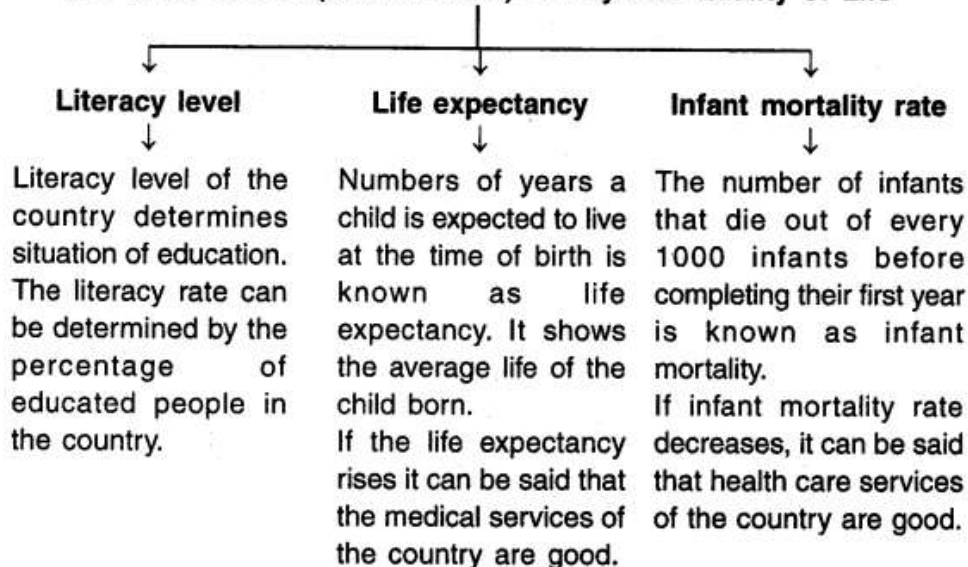 Literacy level
Life expectancy
Infant mortality rate
Literacy level of the
country determines
situation of education.
The literacy rate can
be determined by the
percentage of
educated people in
the country.
Numbers of years a
child is expected to live
at the time of birth is
known as life
expectancy. It shows
the average life of the
child born.
If the life expectancy
rises it can be said that
the medical services of
the country are good.
The number of infants
that die out of every
1000 infants before
completing their first year
is known as infant
mortality.
If infant mortality rate
decreases, it can be said
that health care services
of the country are good.